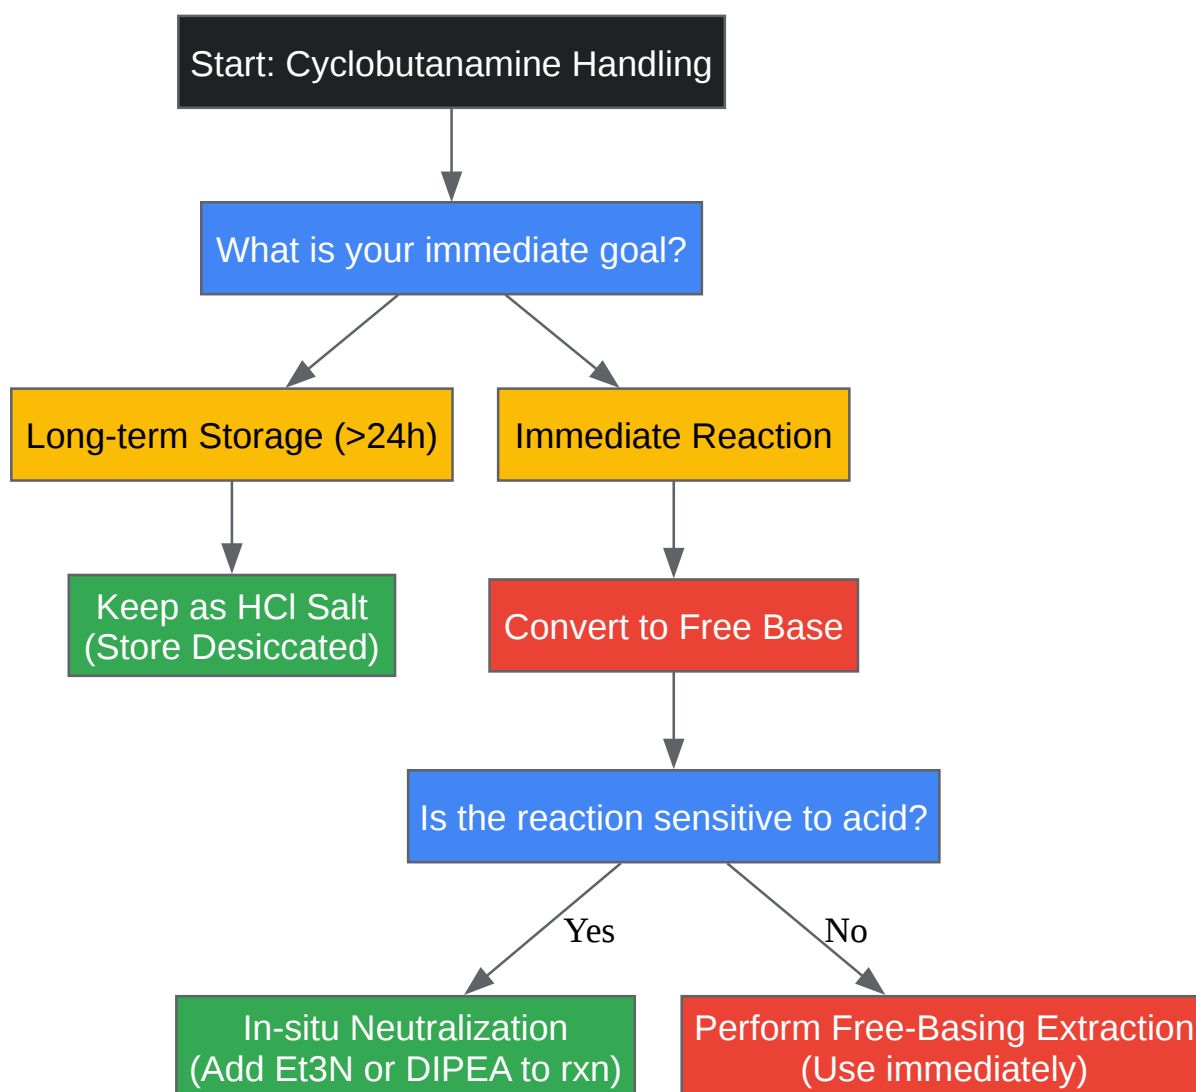 Start: Cyclobutanamine Handling
What is your immediate goal?
Long-term Storage (>24h)
Immediate Reaction
Keep as HCl Salt
(Store Desiccated)
Convert to Free Base
Is the reaction sensitive to acid?
Yes
No
In-situ Neutralization
(Add Et3N or DIPEA to rxn)
Perform Free-Basing Extraction
(Use immediately)